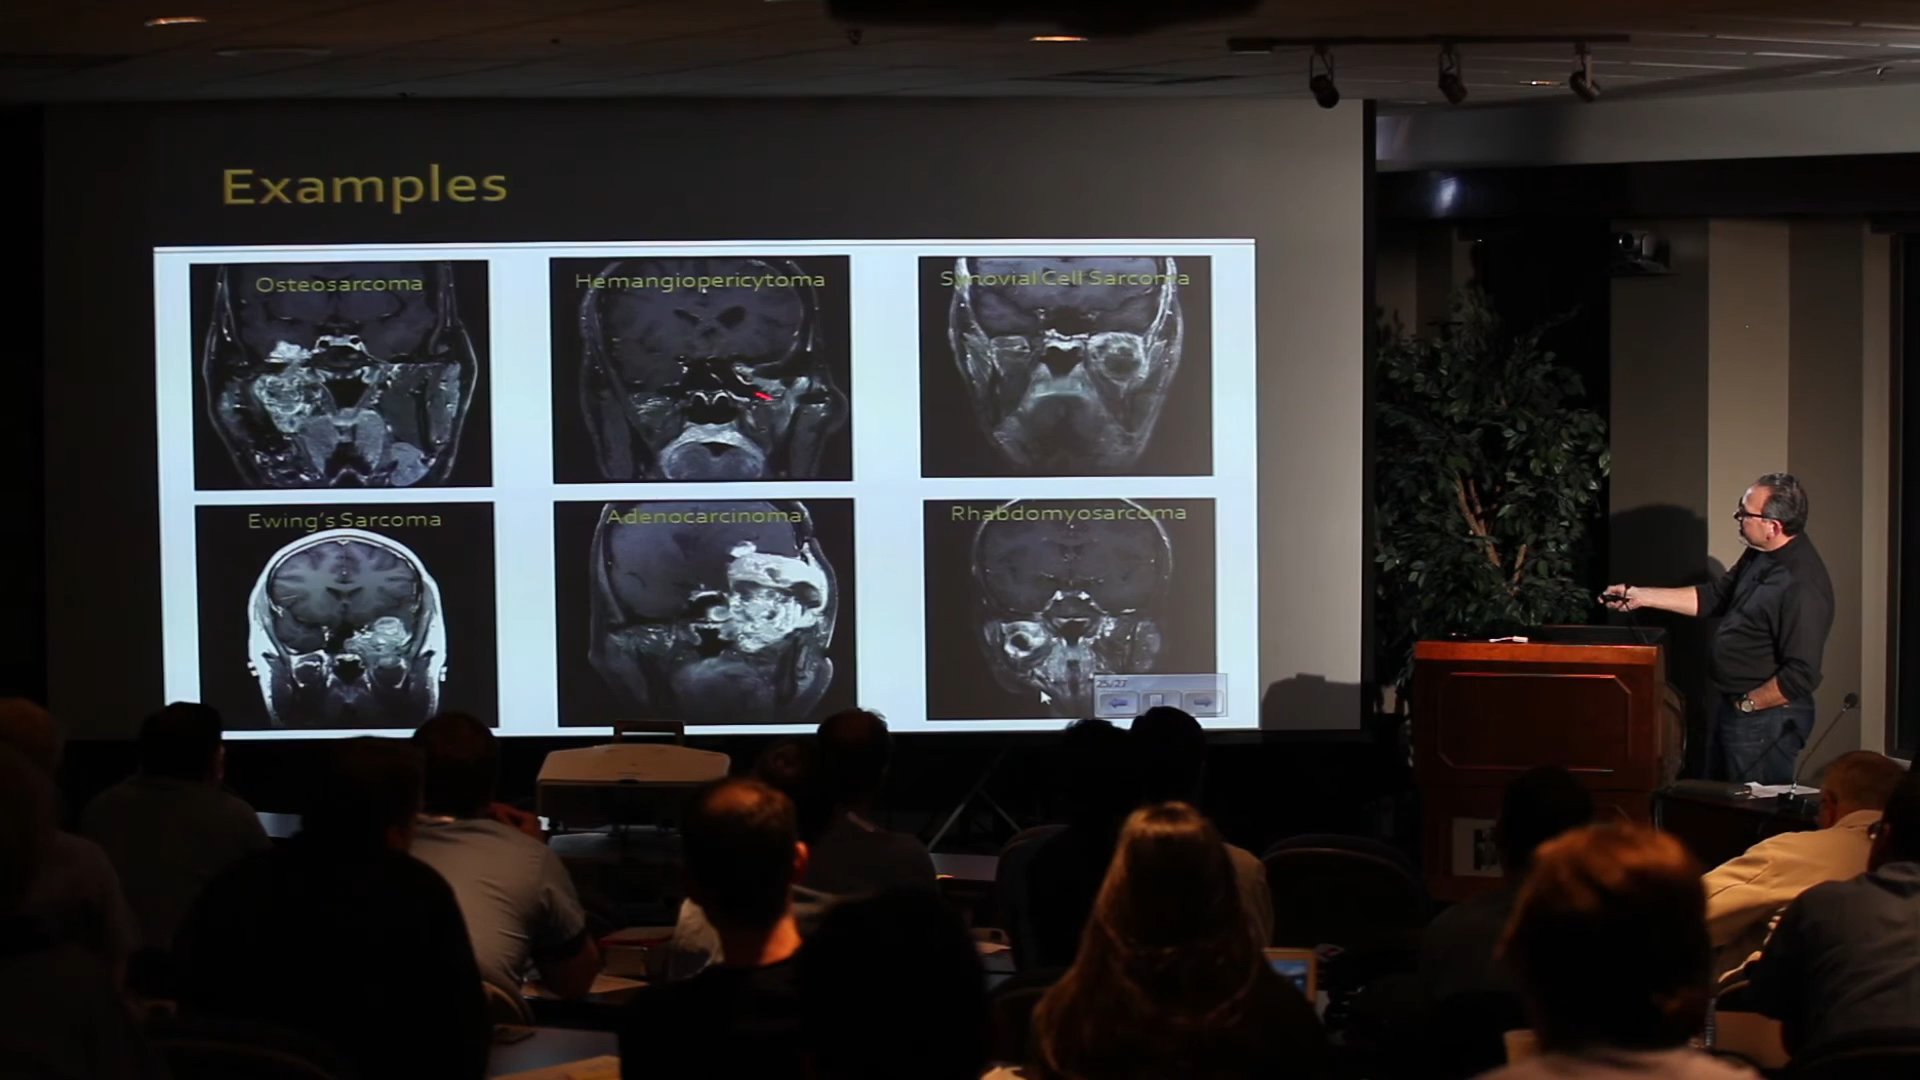 Examples
Osteosarcoma
Hemangiopericytoma
Synovial Cell Sarcoma
Ewing's Sarcoma
Adenocarcinoma
Rhabdomyosarcoma
25/27